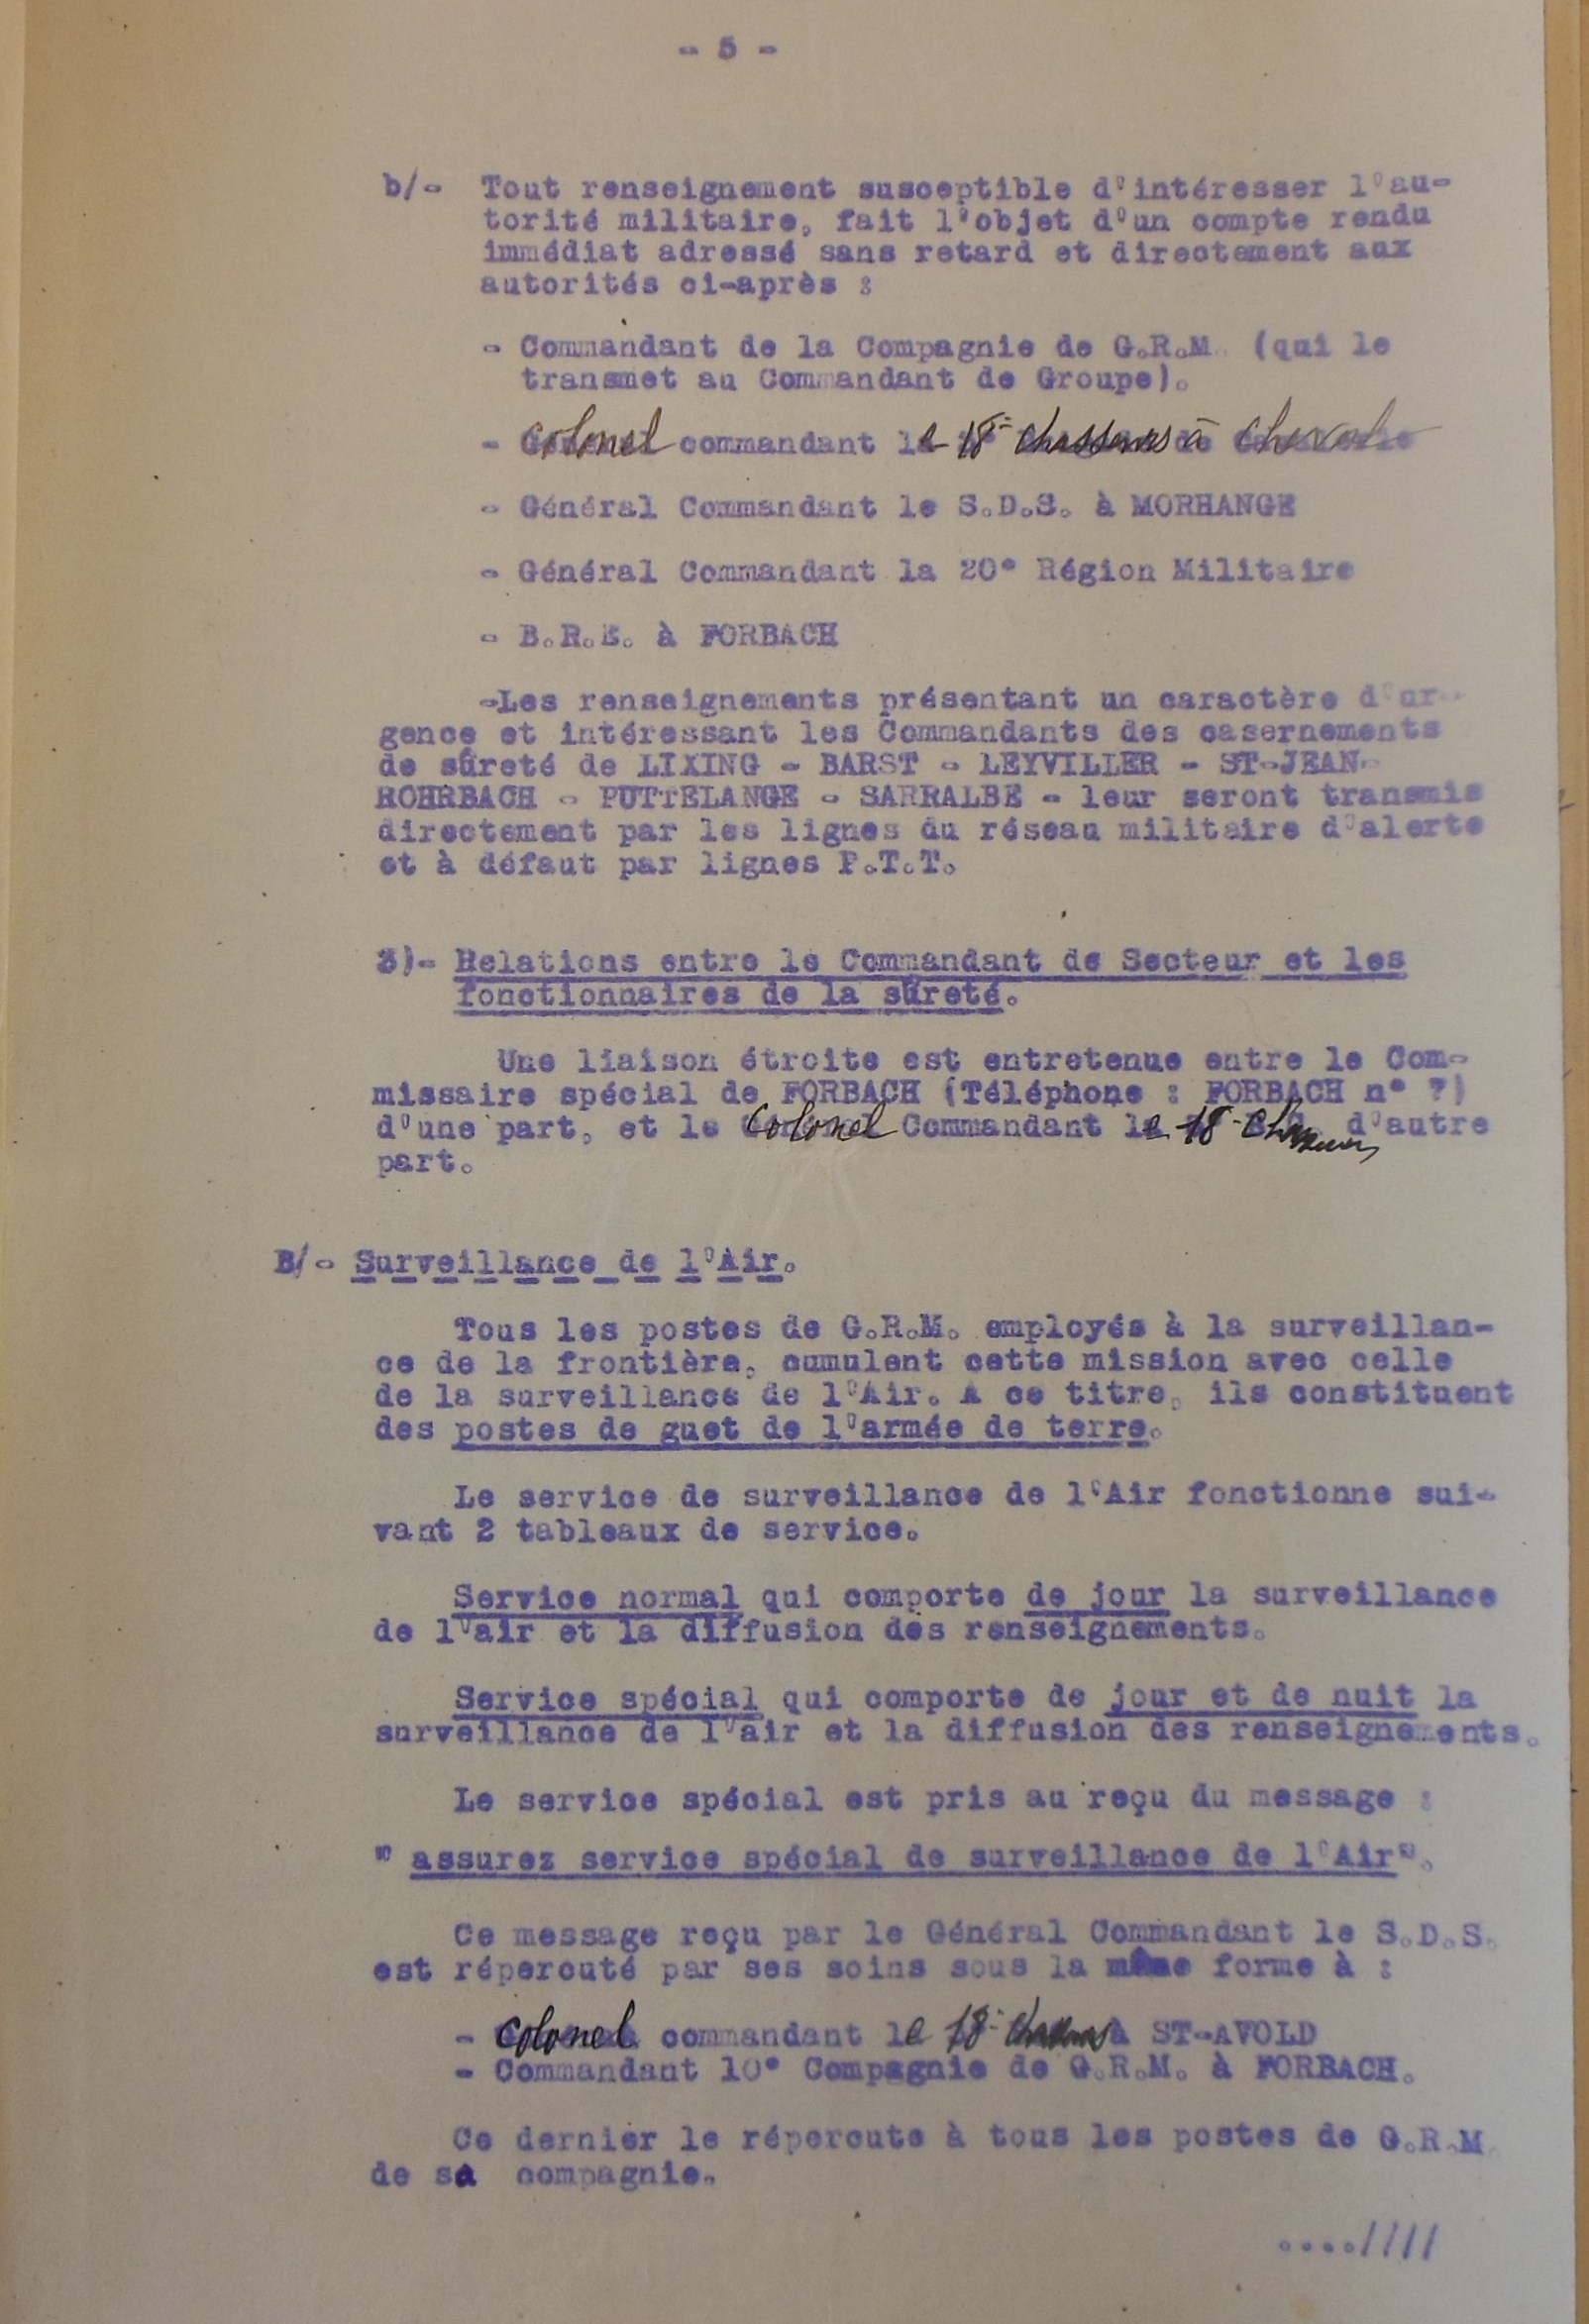 - 5 -
b/- Tout renseignement susceptible d'intéresser l'au-
torité militaire, fait l'objet d'un compte rendu
immédiat adressé sans retard et directement aux
autorités ci-après :
- Commandant de la Compagnie de G.R.M. (qui le
transmet au Commandant de Groupe).
- Colonel commandant le 18e Chasseurs à Cheval
- Général Commandant le S.D.S. à MORHANGE
- Général Commandant la 20° Région Militaire
- B.R.E. à FORBACH
-Les renseignements présentant un caractère d'ur-
gence et intéressant les Commandants des casernements
de sûreté de LIXING - BARST - LEYVILLER - ST-JEAN-
ROHRBACH - PUTTELANGE - SARRALBE - leur seront transmis
directement par les lignes du réseau militaire d'alerte
et à défaut par lignes P.T.T.
3)- Relations entre le Commandant de Secteur et les
fonctionnaires de la sûreté.
Une liaison étroite est entretenue entre le Com-
missaire spécial de FORBACH (Téléphone : FORBACH n° 7)
d'une part, et le Colonel Commandant le 18e Chasseurs d'autre
part.
B/- Surveillance de l'Air.
Tous les postes de G.R.M. employés à la surveillan-
ce de la frontière, cumulent cette mission avec celle
de la surveillance de l'Air. A ce titre, ils constituent
des postes de guet de l'armée de terre.
Le service de surveillance de l'Air fonctionne sui-
vant 2 tableaux de service.
Service normal qui comporte de jour la surveillance
de l'air et la diffusion des renseignements.
Service spécial qui comporte de jour et de nuit la
surveillance de l'air et la diffusion des renseignements.
Le service spécial est pris au reçu du message :
" assurez service spécial de surveillance de l'Air".
Ce message reçu par le Général Commandant le S.D.S.
est répercuté par ses soins sous la même forme à :
- Colonel commandant le 18e Chasseurs à ST-AVOLD
- Commandant 10° Compagnie de G.R.M. à FORBACH.
Ce dernier le répercute à tous les postes de G.R.M.
de sa compagnie.
....////